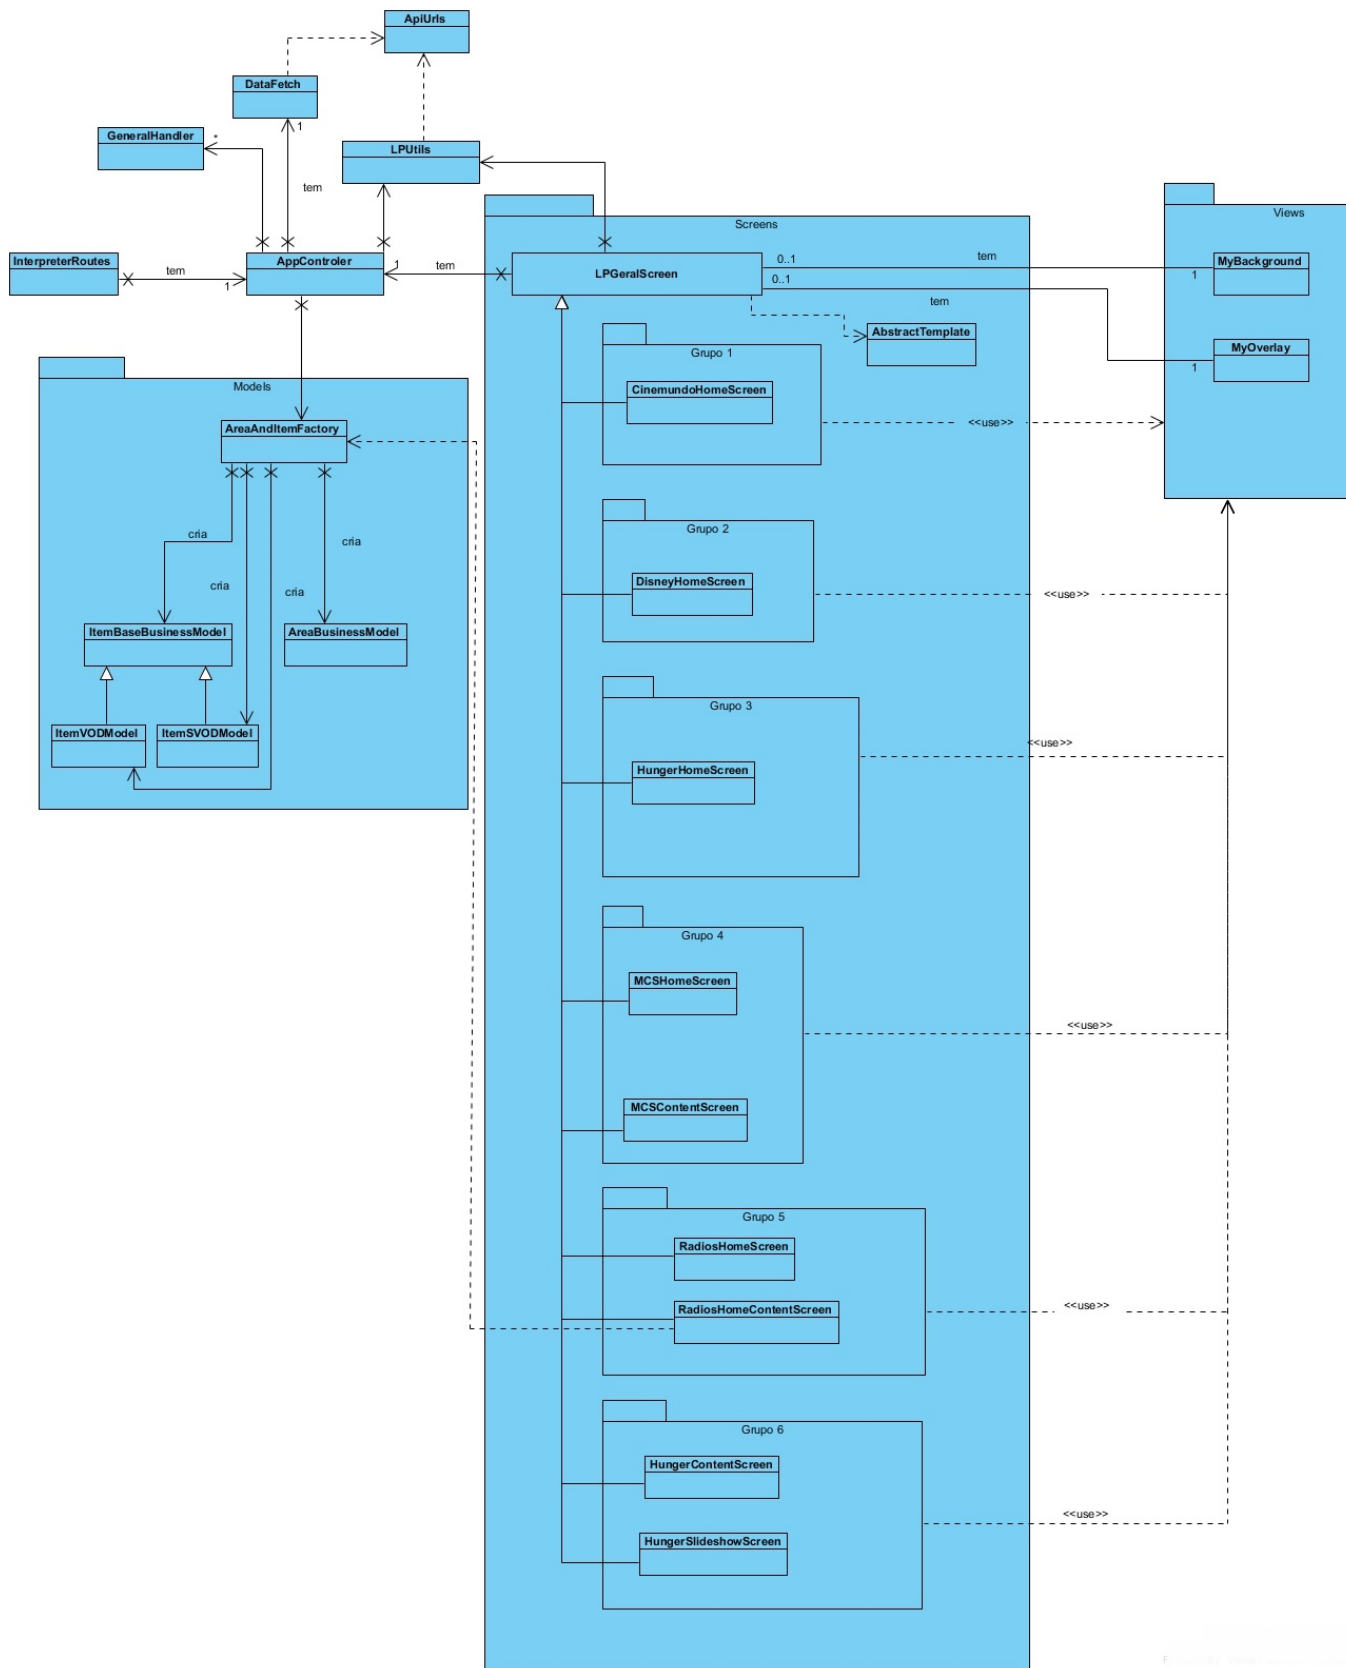 ApiUrls
DataFetch
1
GeneralHandler
*
LPUtils
tem
Screens
Views
InterpreterRoutes
tem
1
AppControler
1
tem
LPGeralScreen
0..1
tem
1
MyBackground
0..1
tem
AbstractTemplate
1
MyOverlay
Models
Grupo 1
CinemundoHomeScreen
<<use>>
AreaAndItemFactory
cria
cria
cria
cria
ItemBaseBusinessModel
AreaBusinessModel
ItemVODModel
ItemSVODModel
Grupo 2
DisneyHomeScreen
<<use>>
Grupo 3
<<use>>
HungerHomeScreen
Grupo 4
MCSHomeScreen
<<use>>
MCSContentScreen
Grupo 5
RadiosHomeScreen
RadiosHomeContentScreen
<<use>>
Grupo 6
HungerContentScreen
<<use>>
HungerSlideshowScreen